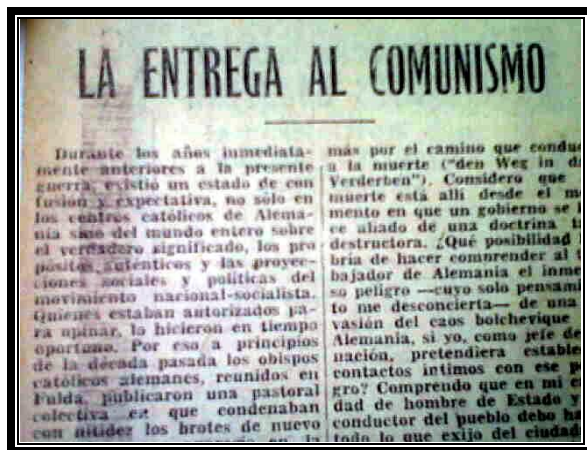 LA ENTREGA AL COMUNISMO
Durante los años inmediata-
mente anteriores a la presente
guerra, existió un estado de con
fusión y expectativa, no sólo en
los centros católicos de Alema-
nia sino del mundo entero sobre
el verdadero significado, los pro
pósitos auténticos y las proyec-
ciones sociales y políticas del
movimiento nacional-socialista.
Quienes estaban autorizados pa-
ra opinar, lo hicieron en tiempo
oportuno. Por eso a principios
de la década pasada los obispos
católicos alemanes, reunidos en
Fulda, publicaron una pastoral
colectiva en que condenaban
con nitidez los brotes de nuevo
en la
más por el camino que condu
a la muerte ("den Weg in d
Verderben"). Considero que
muerte está allí desde el m
mento en que un gobierno se
ce aliado de una doctrina
destructora. ¿Qué posibilidad
bría de hacer comprender al t
bajador de Alemania el inme
so peligro —cuyo solo pensam
to me desconcierta— de una
vasión del caos bolchevique
Alemania, si yo, como jefe de
nación, pretendiera estable
contactos íntimos con ese p
gro? Comprendo que en mi c
dad de hombre de Estado y
conductor del pueblo debo ha
todo lo que exijo del ciudad